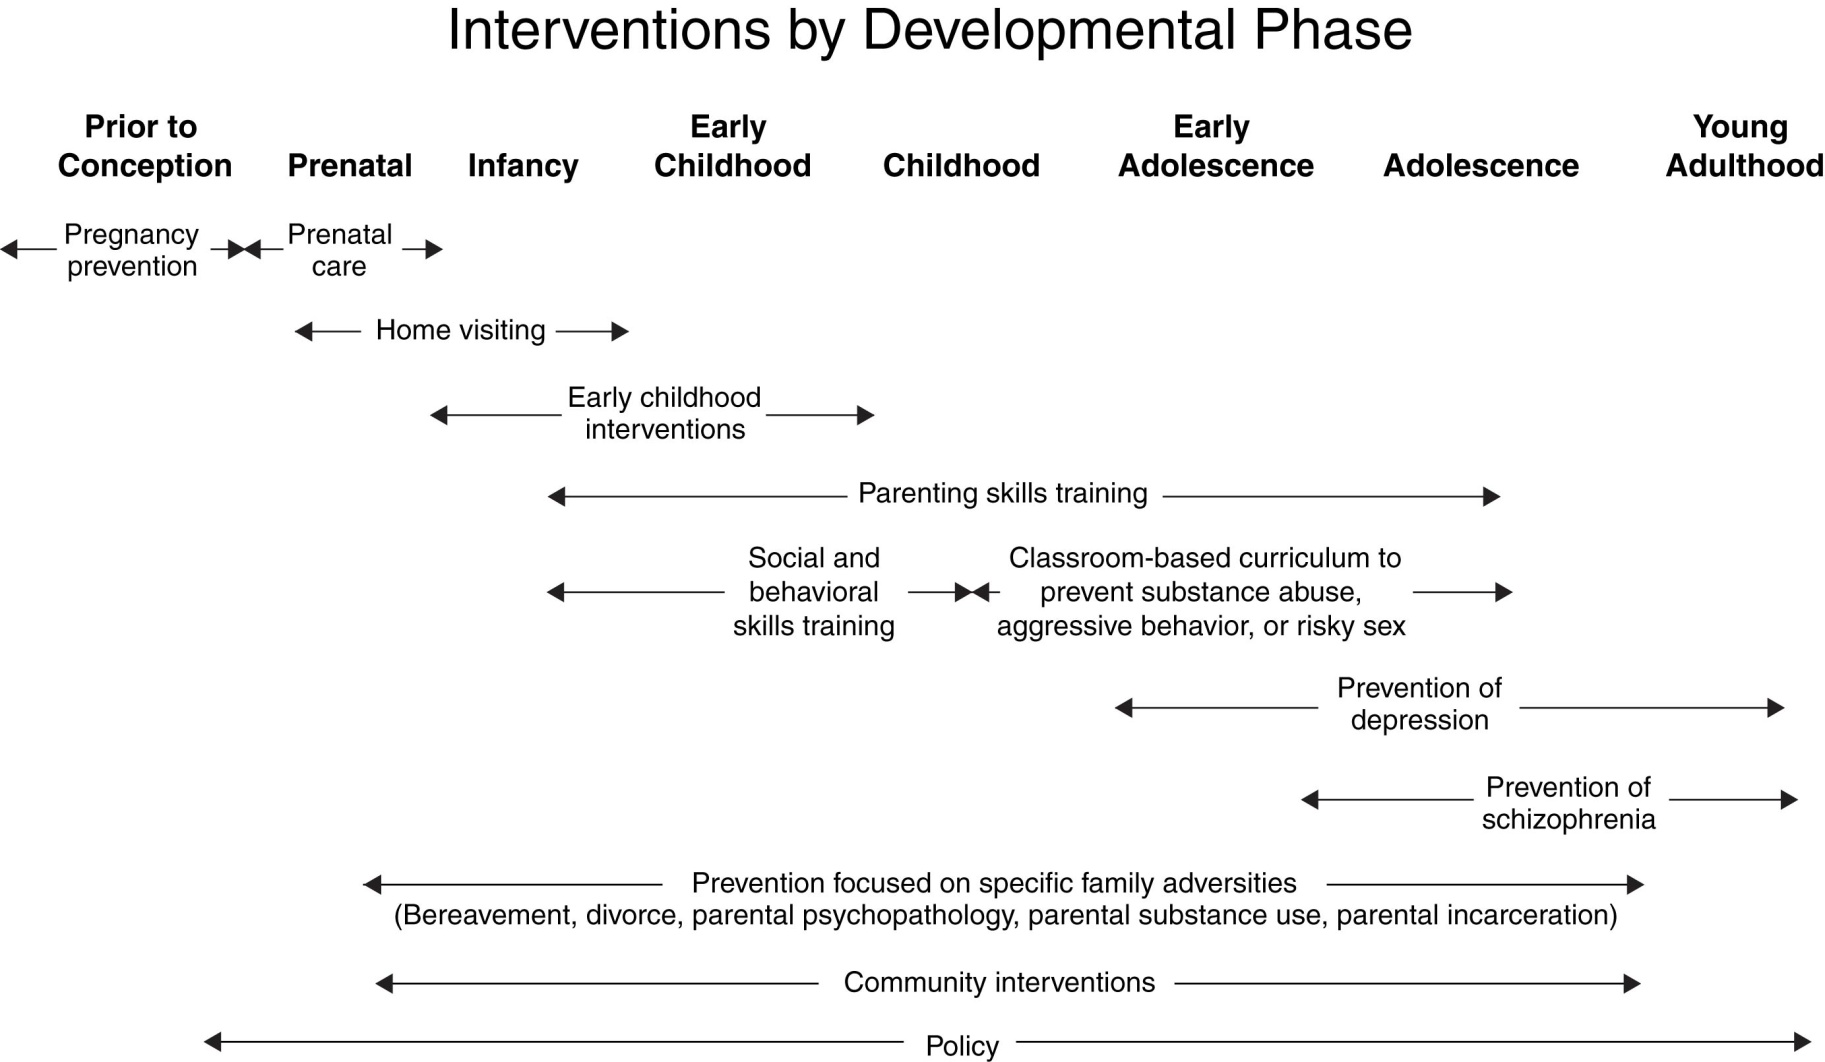 Interventions by Developmental Phase
Prior to
Conception
Prenatal
Infancy
Early
Childhood
Childhood
Early
Adolescence
Adolescence
Young
Adulthood
Pregnancy
prevention
Prenatal
care
Home visiting
Early childhood
interventions
Parenting skills training
Social and
behavioral
skills training
Classroom-based curriculum to
prevent substance abuse,
aggressive behavior, or risky sex
Prevention of
depression
Prevention of
schizophrenia
Prevention focused on specific family adversities
(Bereavement, divorce, parental psychopathology, parental substance use, parental incarceration)
Community interventions
Policy